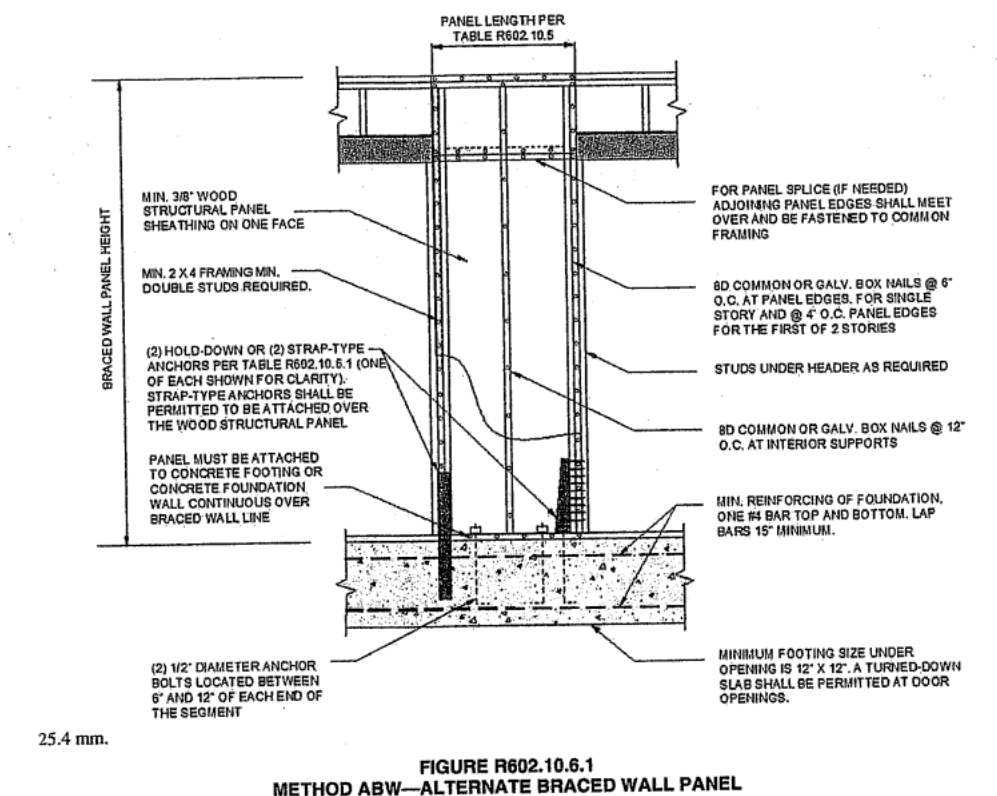 PANEL LENGTH PER
TABLE R602.10.5
BRACED WALL PANEL HEIGHT
MIN. 3/8" WOOD
STRUCTURAL PANEL
SHEATHING ON ONE FACE
MIN. 2 X 4 FRAMING MIN.
DOUBLE STUDS REQUIRED.
(2) HOLD-DOWN OR (2) STRAP-TYPE
ANCHORS PER TABLE R602.10.6.1 (ONE
OF EACH SHOWN FOR CLARITY).
STRAP-TYPE ANCHORS SHALL BE
PERMITTED TO BE ATTACHED OVER
THE WOOD STRUCTURAL PANEL
PANEL MUST BE ATTACHED
TO CONCRETE FOOTING OR
CONCRETE FOUNDATION
WALL CONTINUOUS OVER
BRACED WALL LINE
(2) 1/2" DIAMETER ANCHOR
BOLTS LOCATED BETWEEN
6" AND 12" OF EACH END OF
THE SEGMENT
FOR PANEL SPLICE (IF NEEDED)
ADJOINING PANEL EDGES SHALL MEET
OVER AND BE FASTENED TO COMMON
FRAMING
8D COMMON OR GALV. BOX NAILS @ 6"
O.C. AT PANEL EDGES. FOR SINGLE
STORY AND @ 4" O.C. PANEL EDGES
FOR THE FIRST OF 2 STORIES
STUDS UNDER HEADER AS REQUIRED
8D COMMON OR GALV. BOX NAILS @ 12"
O.C. AT INTERIOR SUPPORTS
MIN. REINFORCING OF FOUNDATION,
ONE #4 BAR TOP AND BOTTOM. LAP
BARS 15" MINIMUM.
MINIMUM FOOTING SIZE UNDER
OPENING IS 12" X 12". A TURNED-DOWN
SLAB SHALL BE PERMITTED AT DOOR
OPENINGS.
25.4 mm.
FIGURE R602.10.6.1
METHOD ABW—ALTERNATE BRACED WALL PANEL